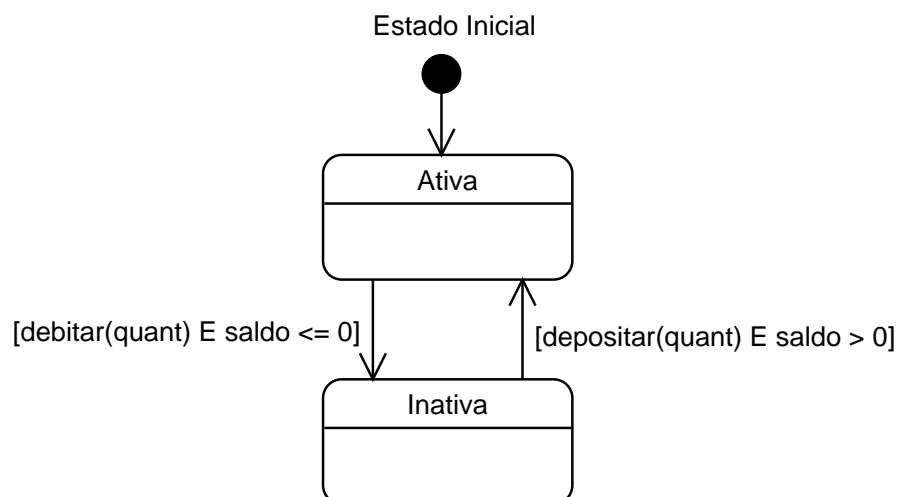 Estado Inicial
Ativa
[debitar(quant) E saldo <= 0]
[depositar(quant) E saldo > 0]
Inativa